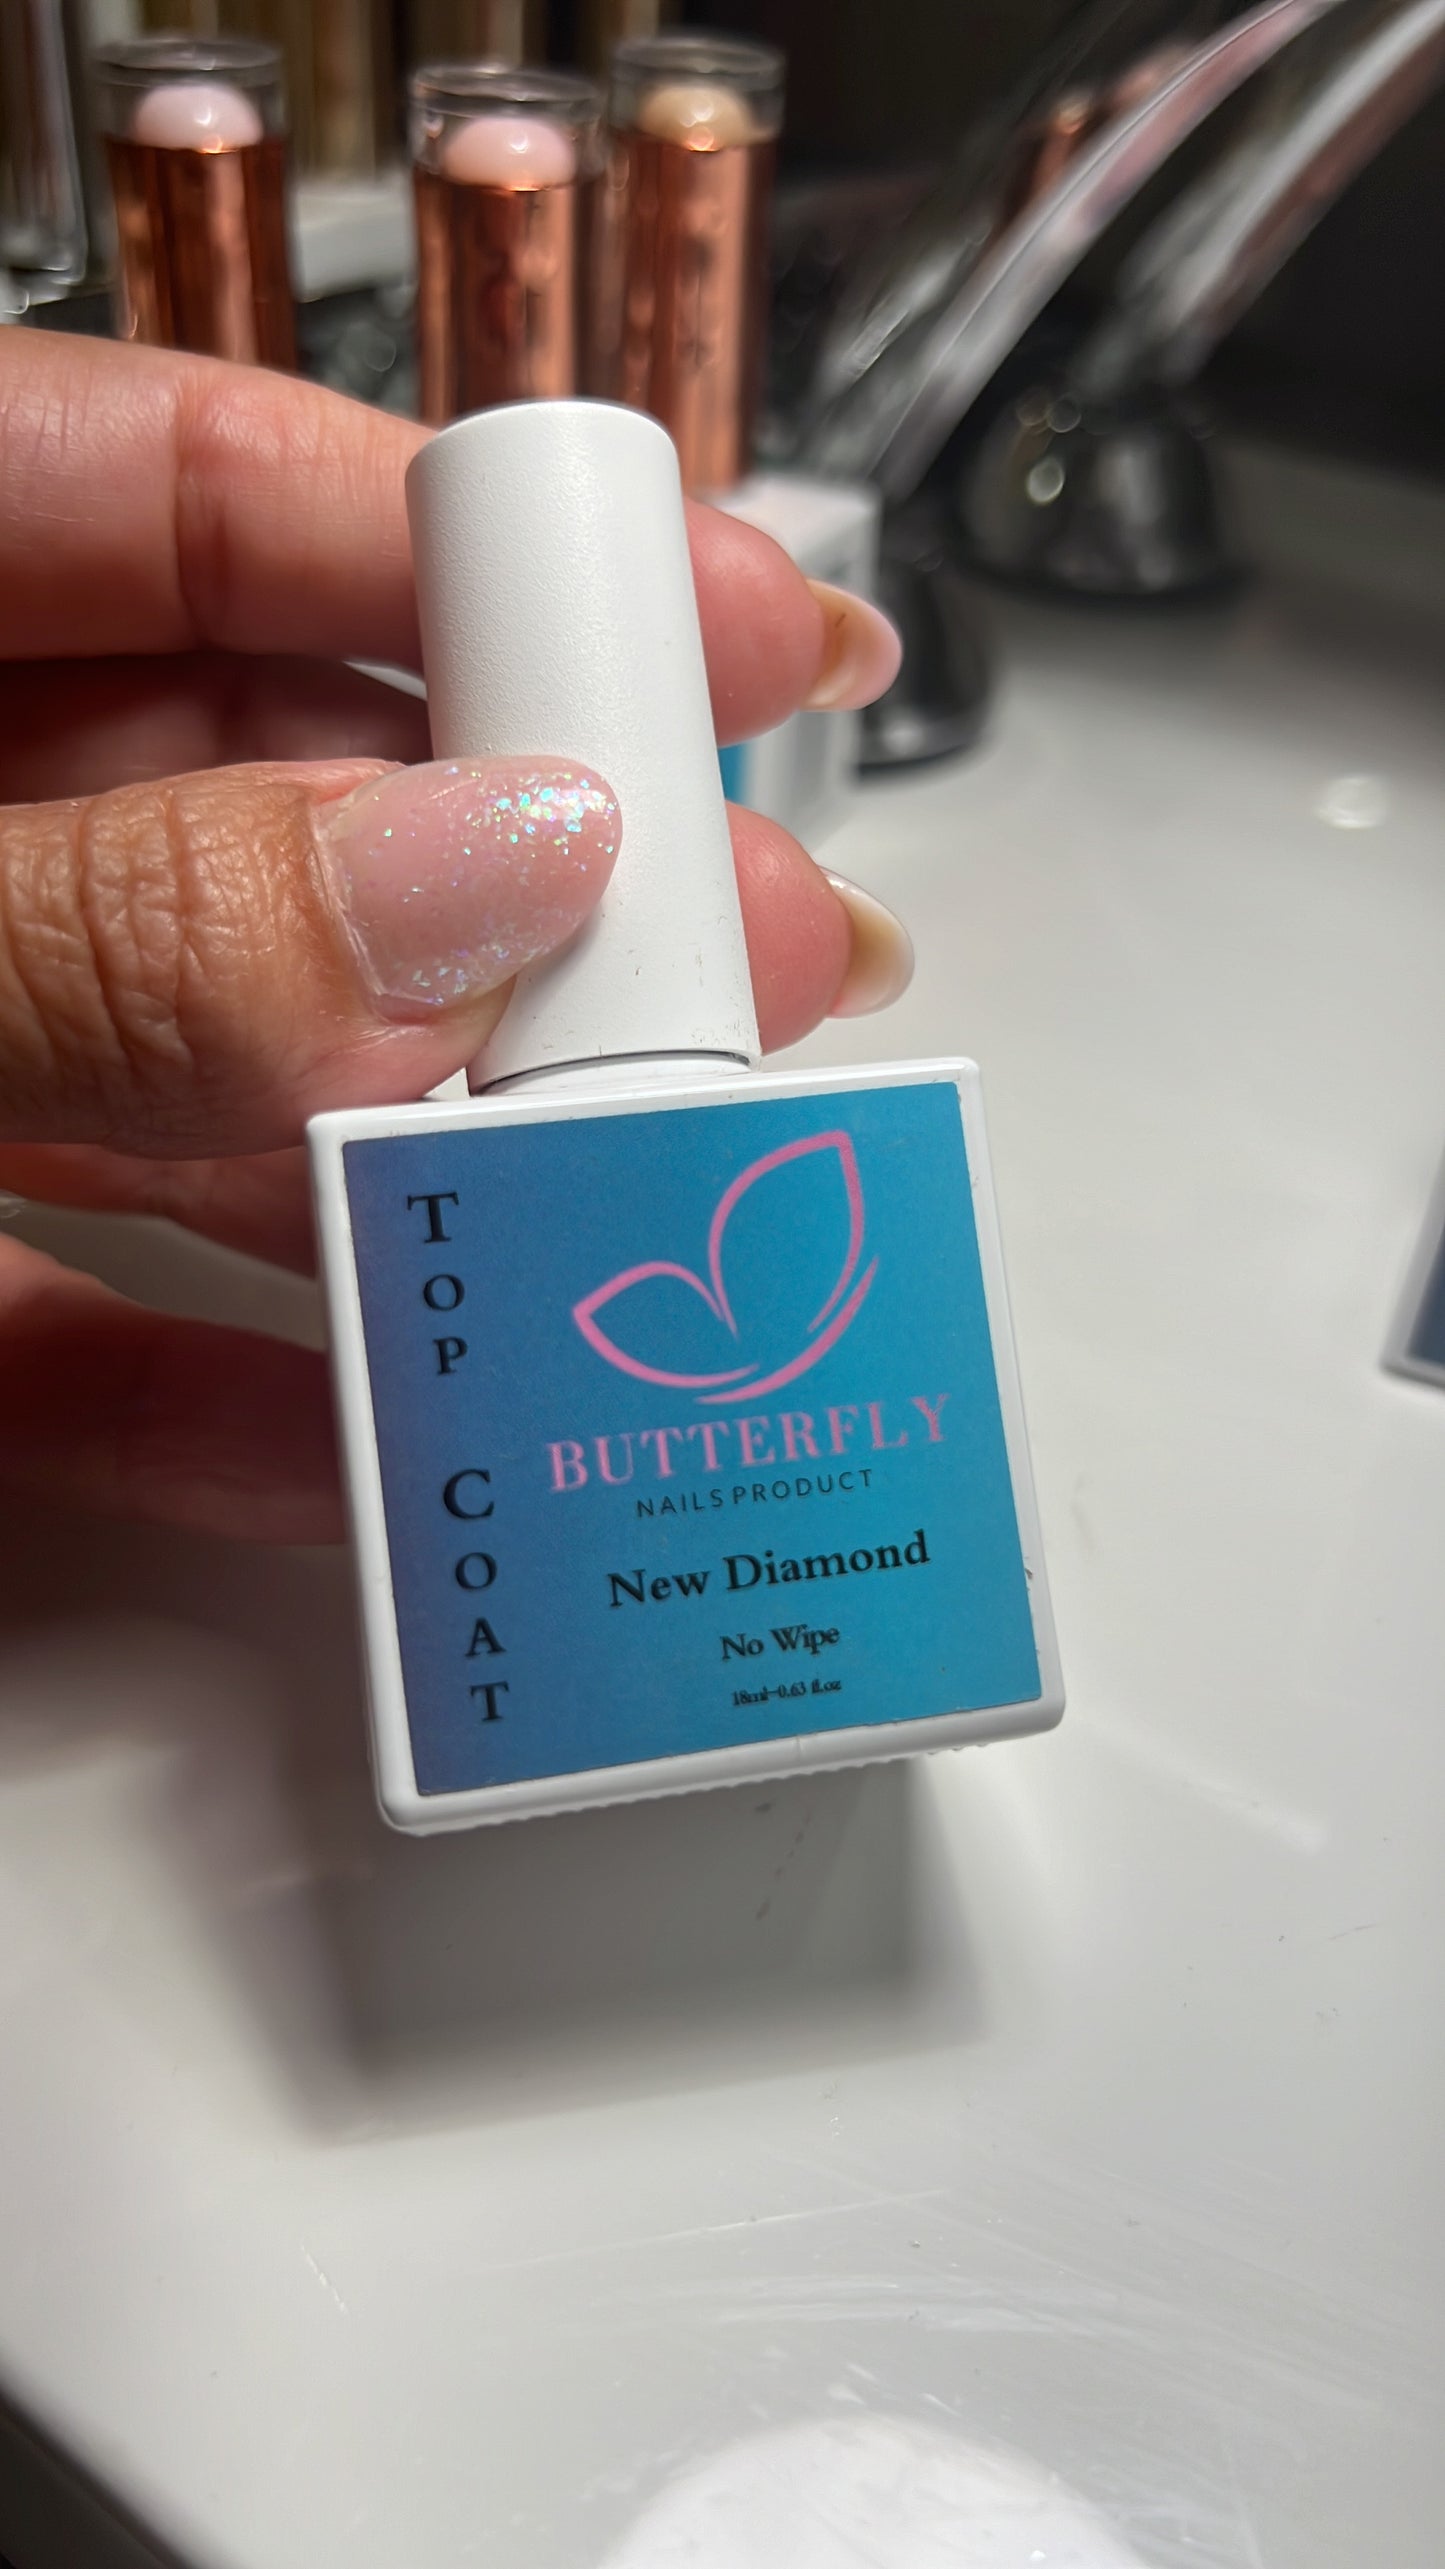 TOP COAT
BUTTERFLY
NAILS PRODUCT
New Diamond
No Wipe
18ml-0.63 fl.oz